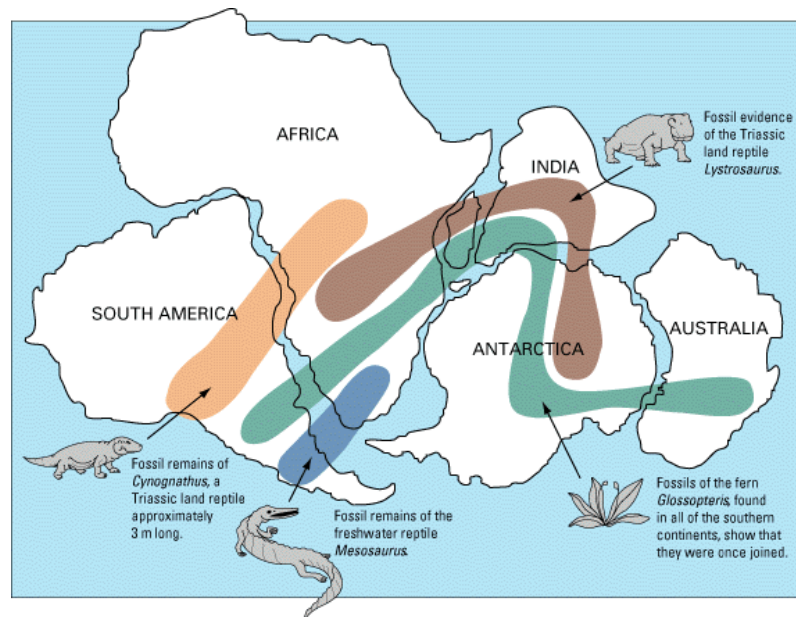 AFRICA
INDIA
Fossil evidence
of the Triassic
land reptile
Lystrosaurus.
SOUTH AMERICA
ANTARCTICA
AUSTRALIA
Fossil remains of
Cynognathus, a
Triassic land reptile
approximately
3 m long.
Fossil remains of the
freshwater reptile
Mesosaurus.
Fossils of the fern
Glossopteris, found
in all of the southern
continents, show that
they were once joined.